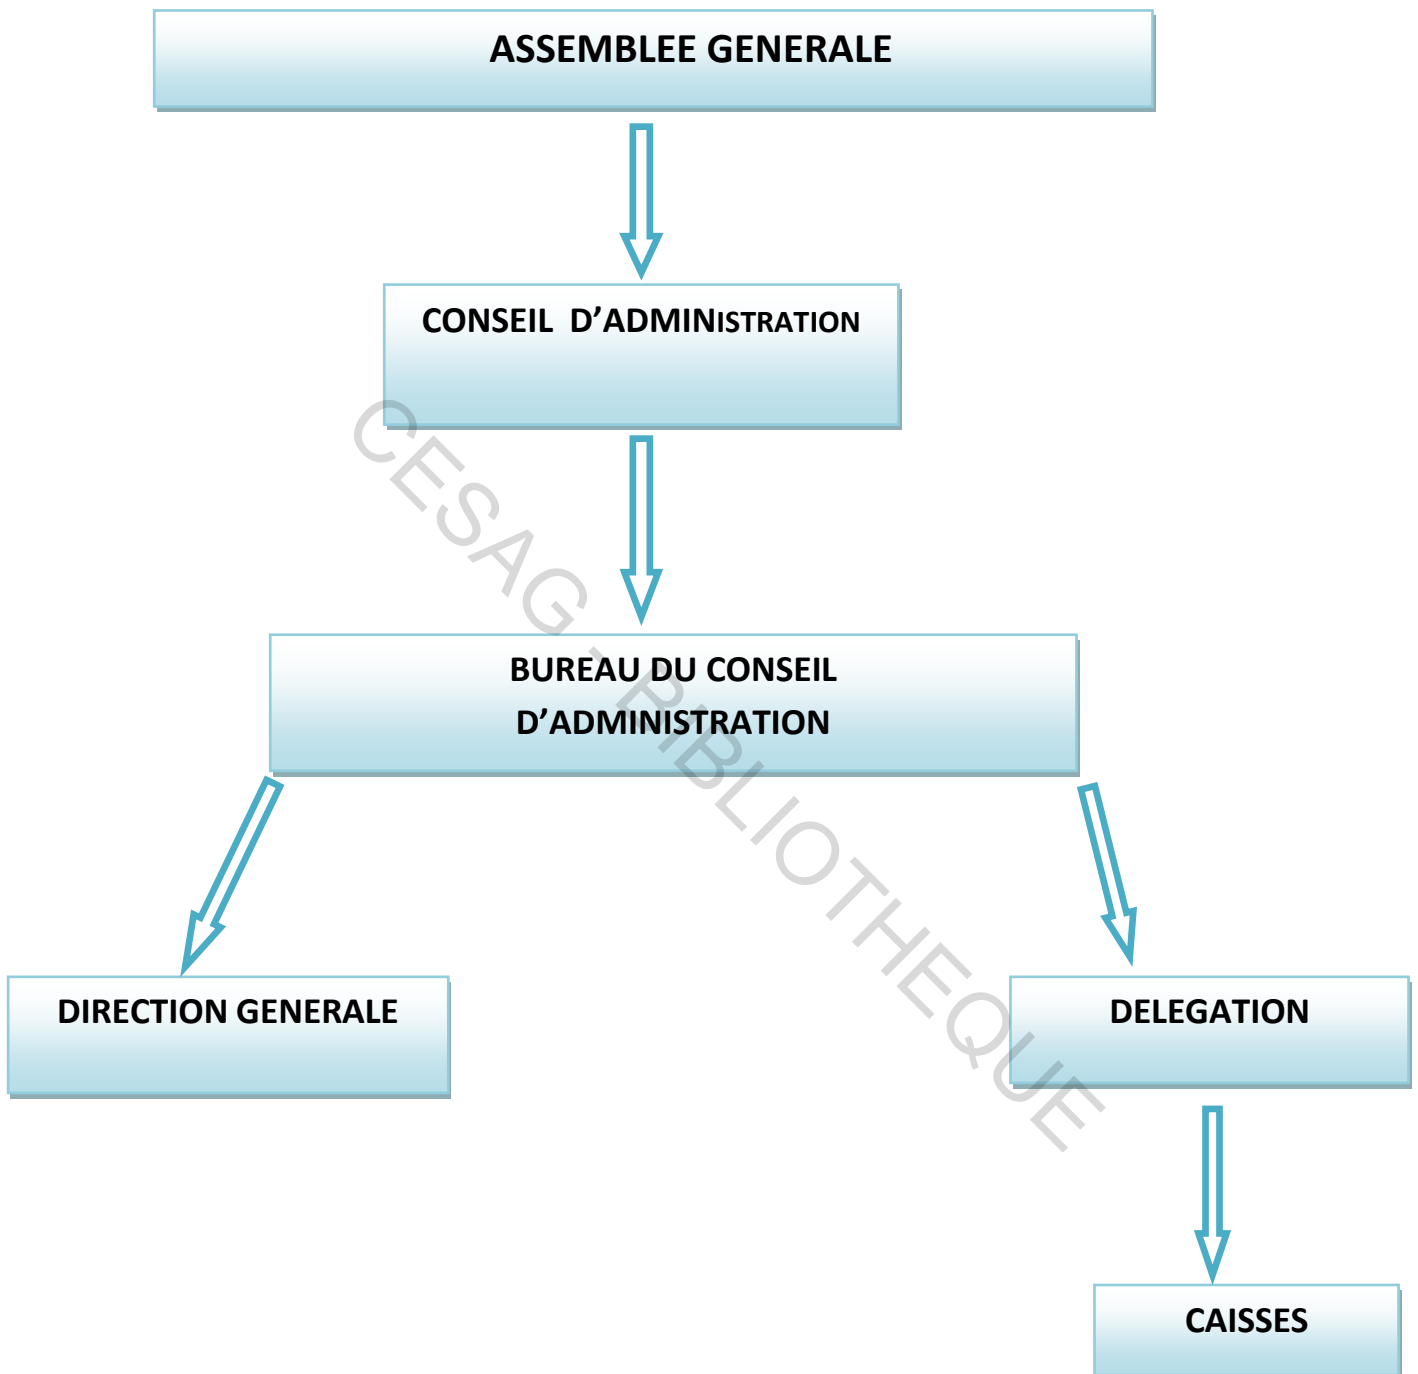 ASSEMBLEE GENERALE
CONSEIL D’ADMINISTRATION
BUREAU DU CONSEIL
D’ADMINISTRATION
DIRECTION GENERALE
DELEGATION
CAISSES
CESAG - BIBLIOTHEQUE